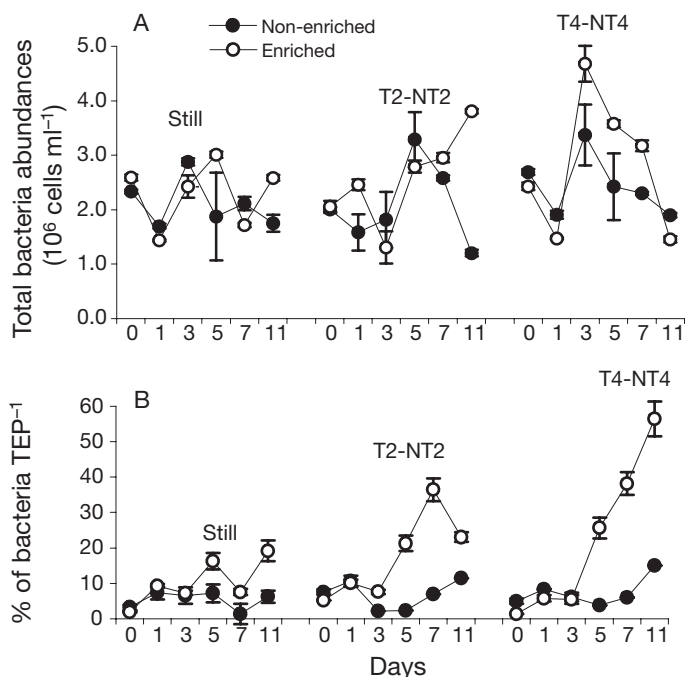 A
Non-enriched
Enriched
T4-NT4
T2-NT2
Still
Total bacteria abundances
(10⁶ cells ml⁻¹)
5.0
4.0
3.0
2.0
1.0
0.0
0 1 3 5 7 11 0 1 3 5 7 11 0 1 3 5 7 11
B
T4-NT4
T2-NT2
Still
% of bacteria TEP⁻¹
60
50
40
30
20
10
0
0 1 3 5 7 11 0 1 3 5 7 11 0 1 3 5 7 11
Days